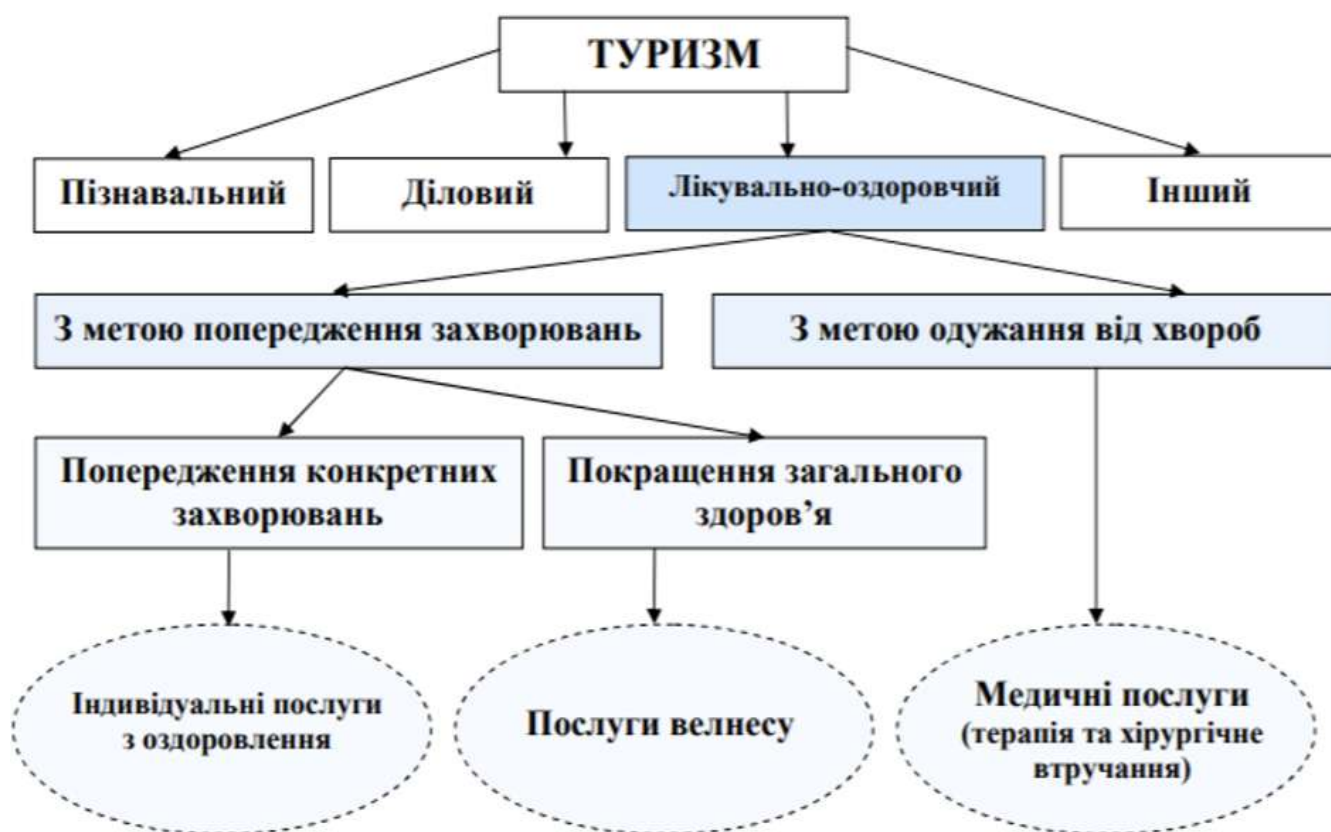 ТУРИЗМ
Пізнавальний
Діловий
Лікувально-оздоровчий
Інший
З метою попередження захворювань
З метою одужання від хвороб
Попередження конкретних
захворювань
Покращення загального
здоров’я
Індивідуальні послуги
з оздоровлення
Послуги велнесу
Медичні послуги
(терапія та хірургічне
втручання)